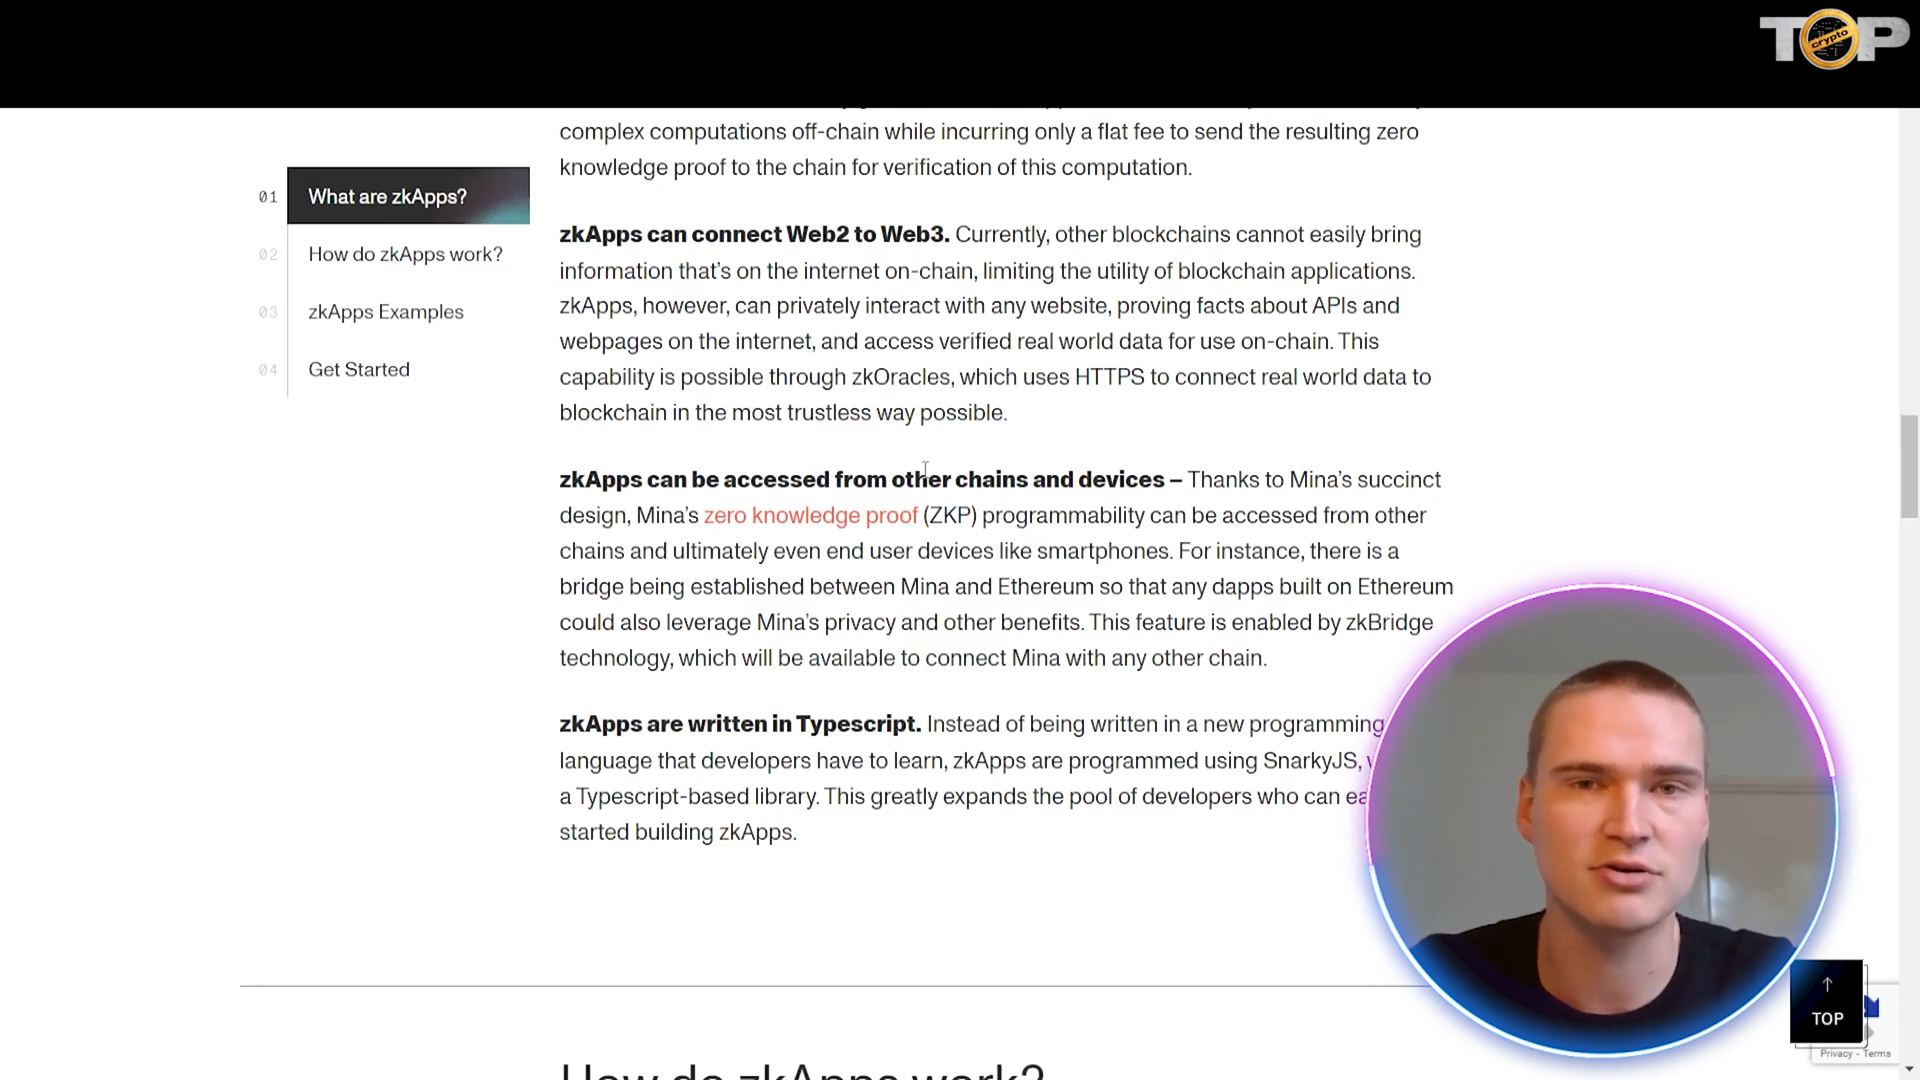 TOP
crypto
complex computations off-chain while incurring only a flat fee to send the resulting zero
knowledge proof to the chain for verification of this computation.
01 What are zkApps?
02 How do zkApps work?
03 zkApps Examples
04 Get Started
zkApps can connect Web2 to Web3. Currently, other blockchains cannot easily bring
information that's on the internet on-chain, limiting the utility of blockchain applications.
zkApps, however, can privately interact with any website, proving facts about APIs and
webpages on the internet, and access verified real world data for use on-chain. This
capability is possible through zkOracles, which uses HTTPS to connect real world data to
blockchain in the most trustless way possible.
zkApps can be accessed from other chains and devices – Thanks to Mina's succinct
design, Mina's zero knowledge proof (ZKP) programmability can be accessed from other
chains and ultimately even end user devices like smartphones. For instance, there is a
bridge being established between Mina and Ethereum so that any dapps built on Ethereum
could also leverage Mina's privacy and other benefits. This feature is enabled by zkBridge
technology, which will be available to connect Mina with any other chain.
zkApps are written in Typescript. Instead of being written in a new programming
language that developers have to learn, zkApps are programmed using SnarkyJS,
a Typescript-based library. This greatly expands the pool of developers who can
started building zkApps.
How do zkApps work?
↑
TOP
Privacy - Terms